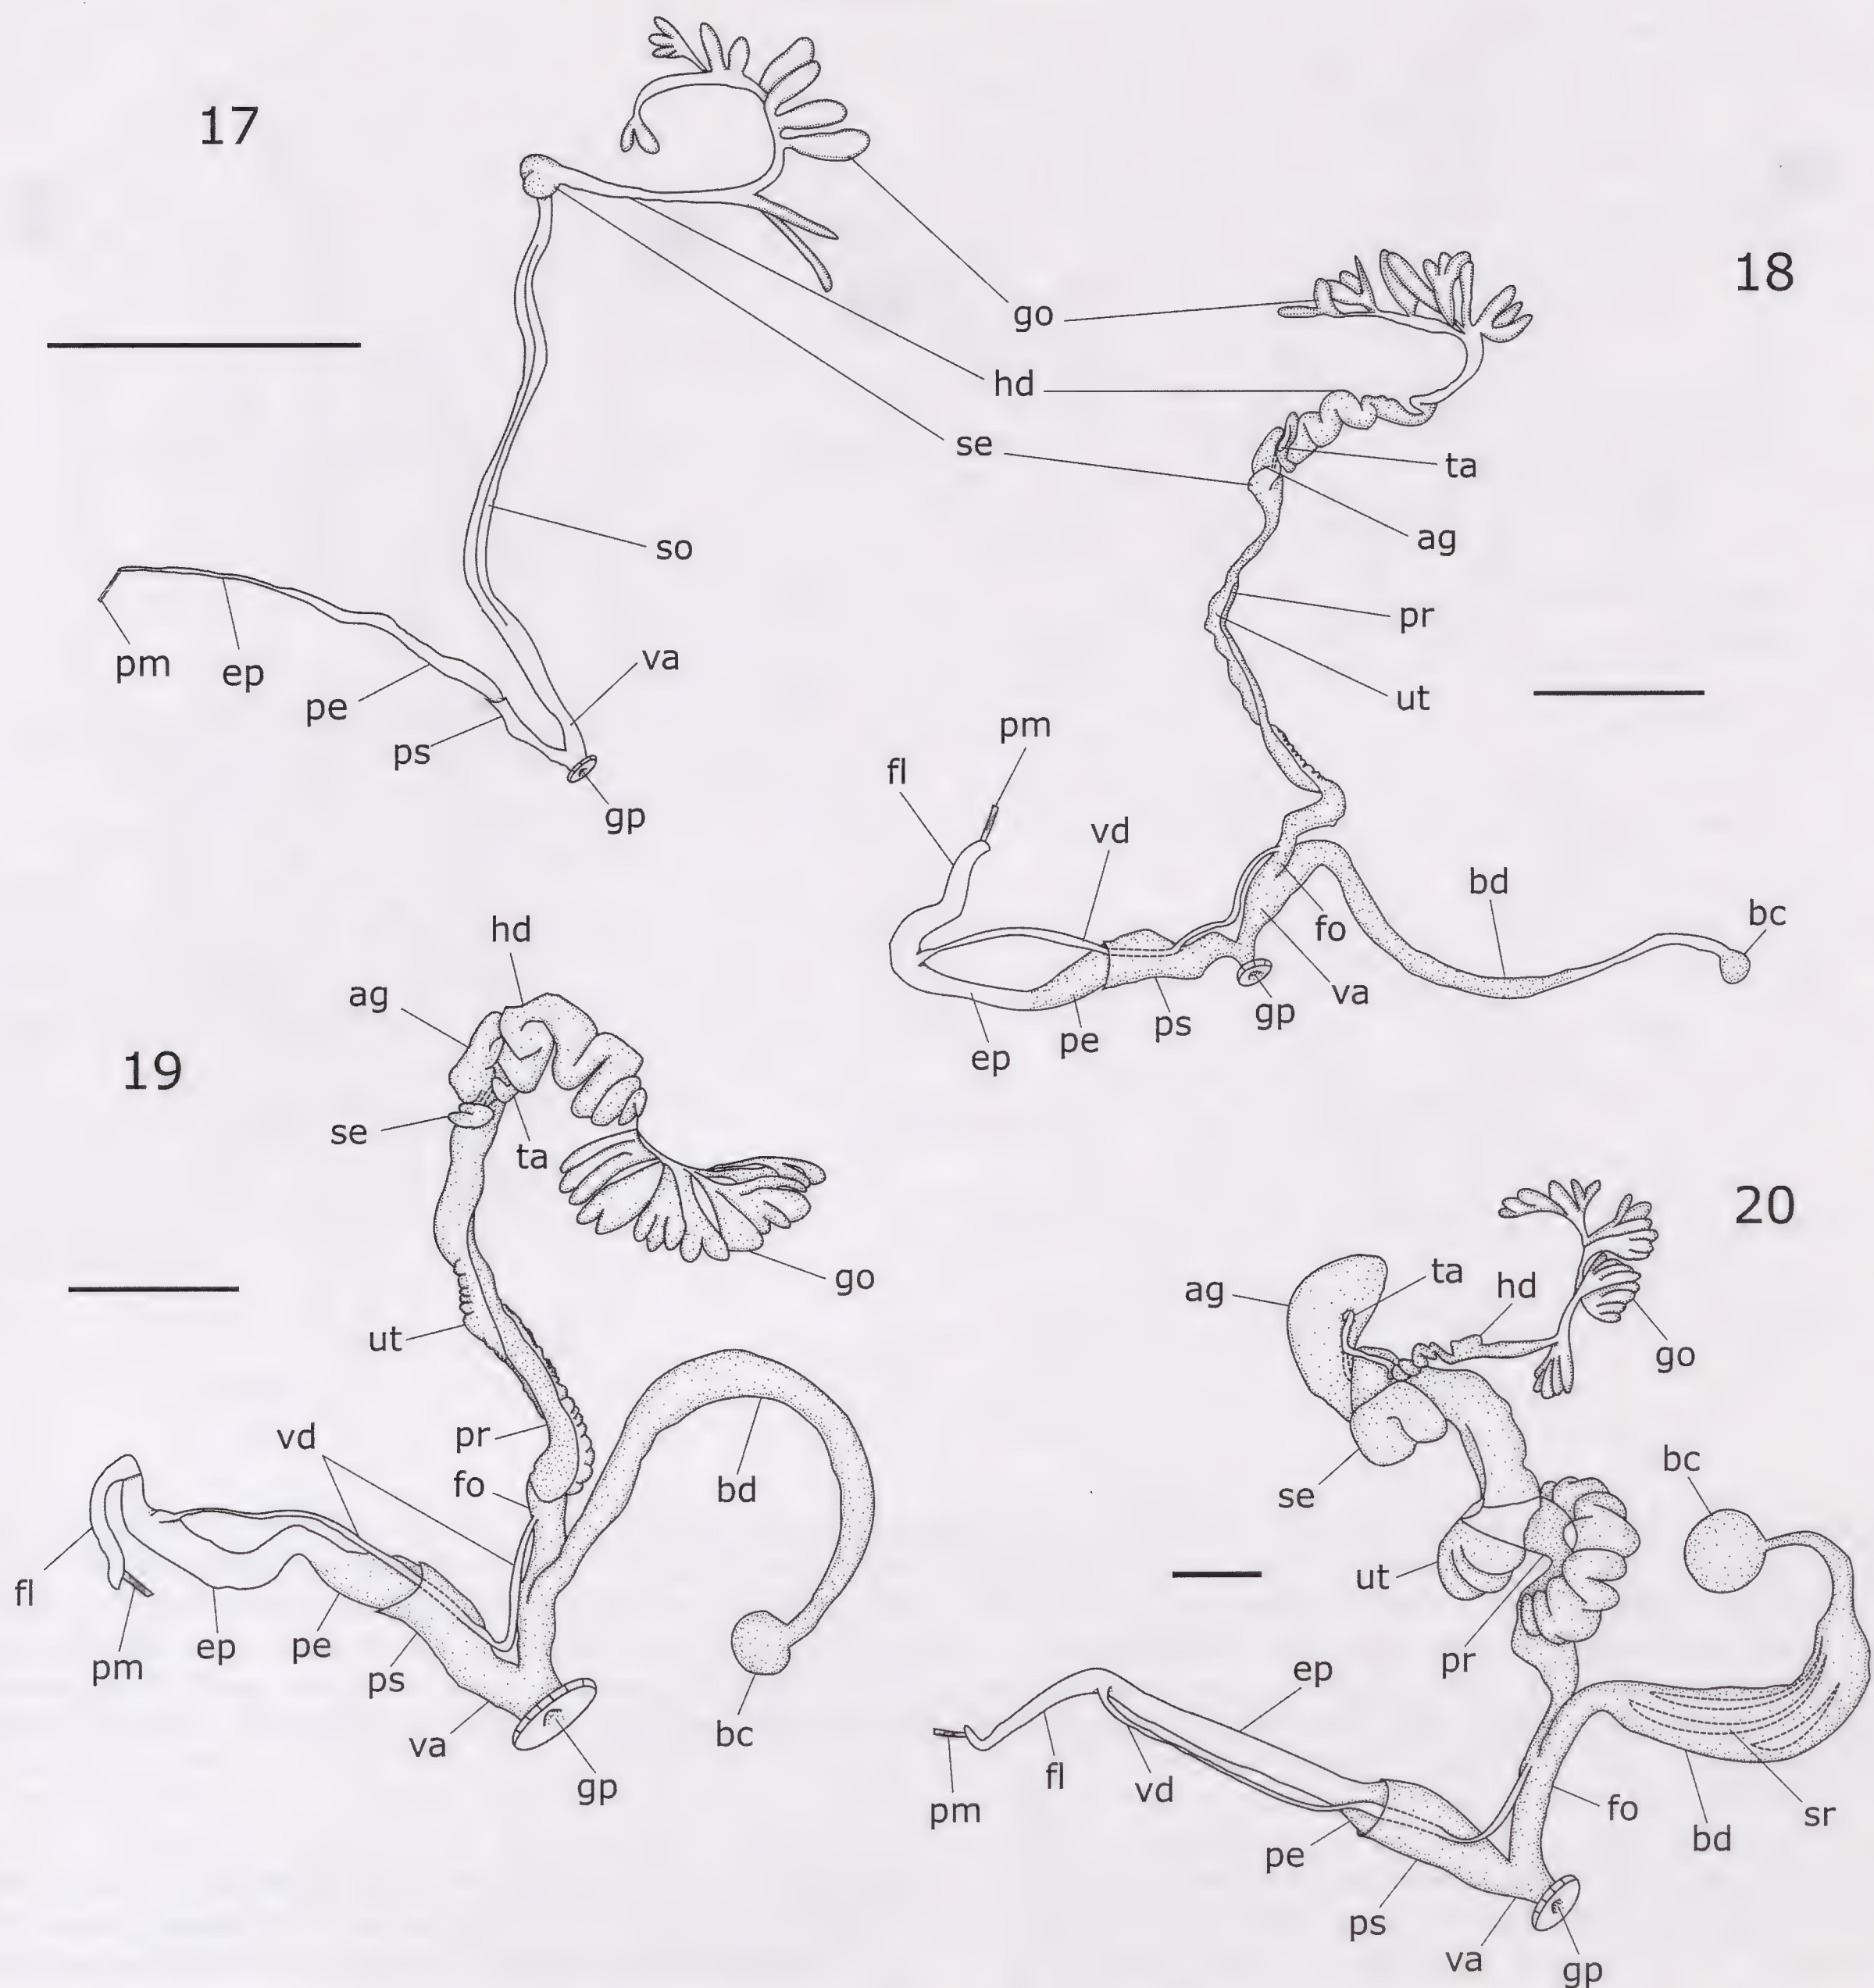 17
18
go
hd
se
ta
ag
so
pr
ut
pm
ep
pe
ps
va
gp
pm
fl
vd
bd
bc
fo
va
gp
ps
pe
ep
19
hd
ag
se
ta
go
ut
vd
pr
fo
bd
fl
pm
ep
pe
ps
va
gp
bc
20
ag
ta
hd
go
se
bc
ut
pr
ep
fl
vd
pm
pe
ps
va
gp
fo
bd
sr